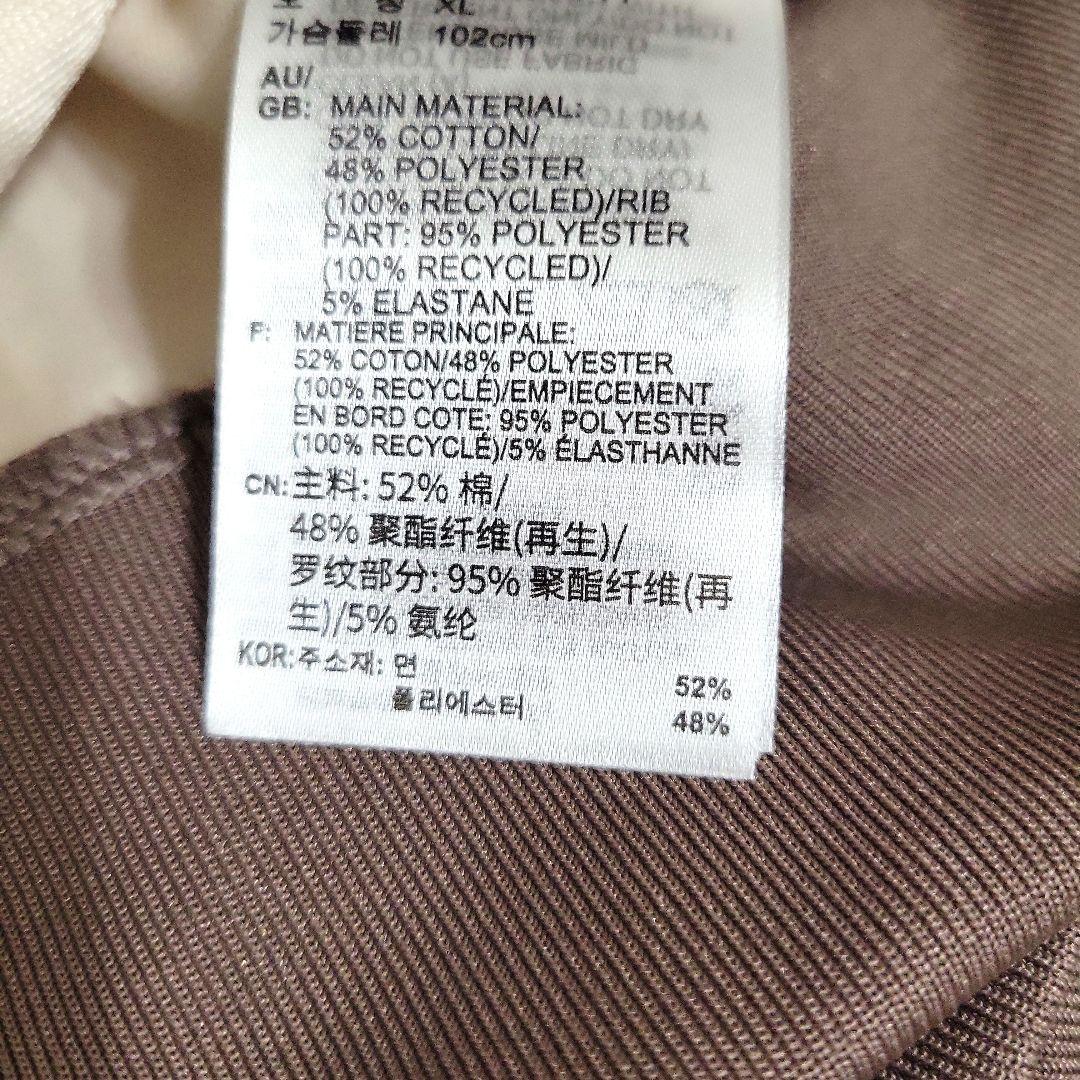 호 칭 XL
가슴둘레 102cm
AU/
GB: MAIN MATERIAL:
52% COTTON/
48% POLYESTER
(100% RECYCLED)/RIB
PART: 95% POLYESTER
(100% RECYCLED)/
5% ELASTANE
F: MATIERE PRINCIPALE:
52% COTON/48% POLYESTER
(100% RECYCLÉ)/EMPIECEMENT
EN BORD COTE: 95% POLYESTER
(100% RECYCLÉ)/5% ÉLASTHANNE
CN: 主料: 52% 棉/
48% 聚酯纤维(再生)/
罗纹部分: 95% 聚酯纤维(再
生)/5% 氨纶
KOR: 주소재: 면 52%
폴리에스터 48%